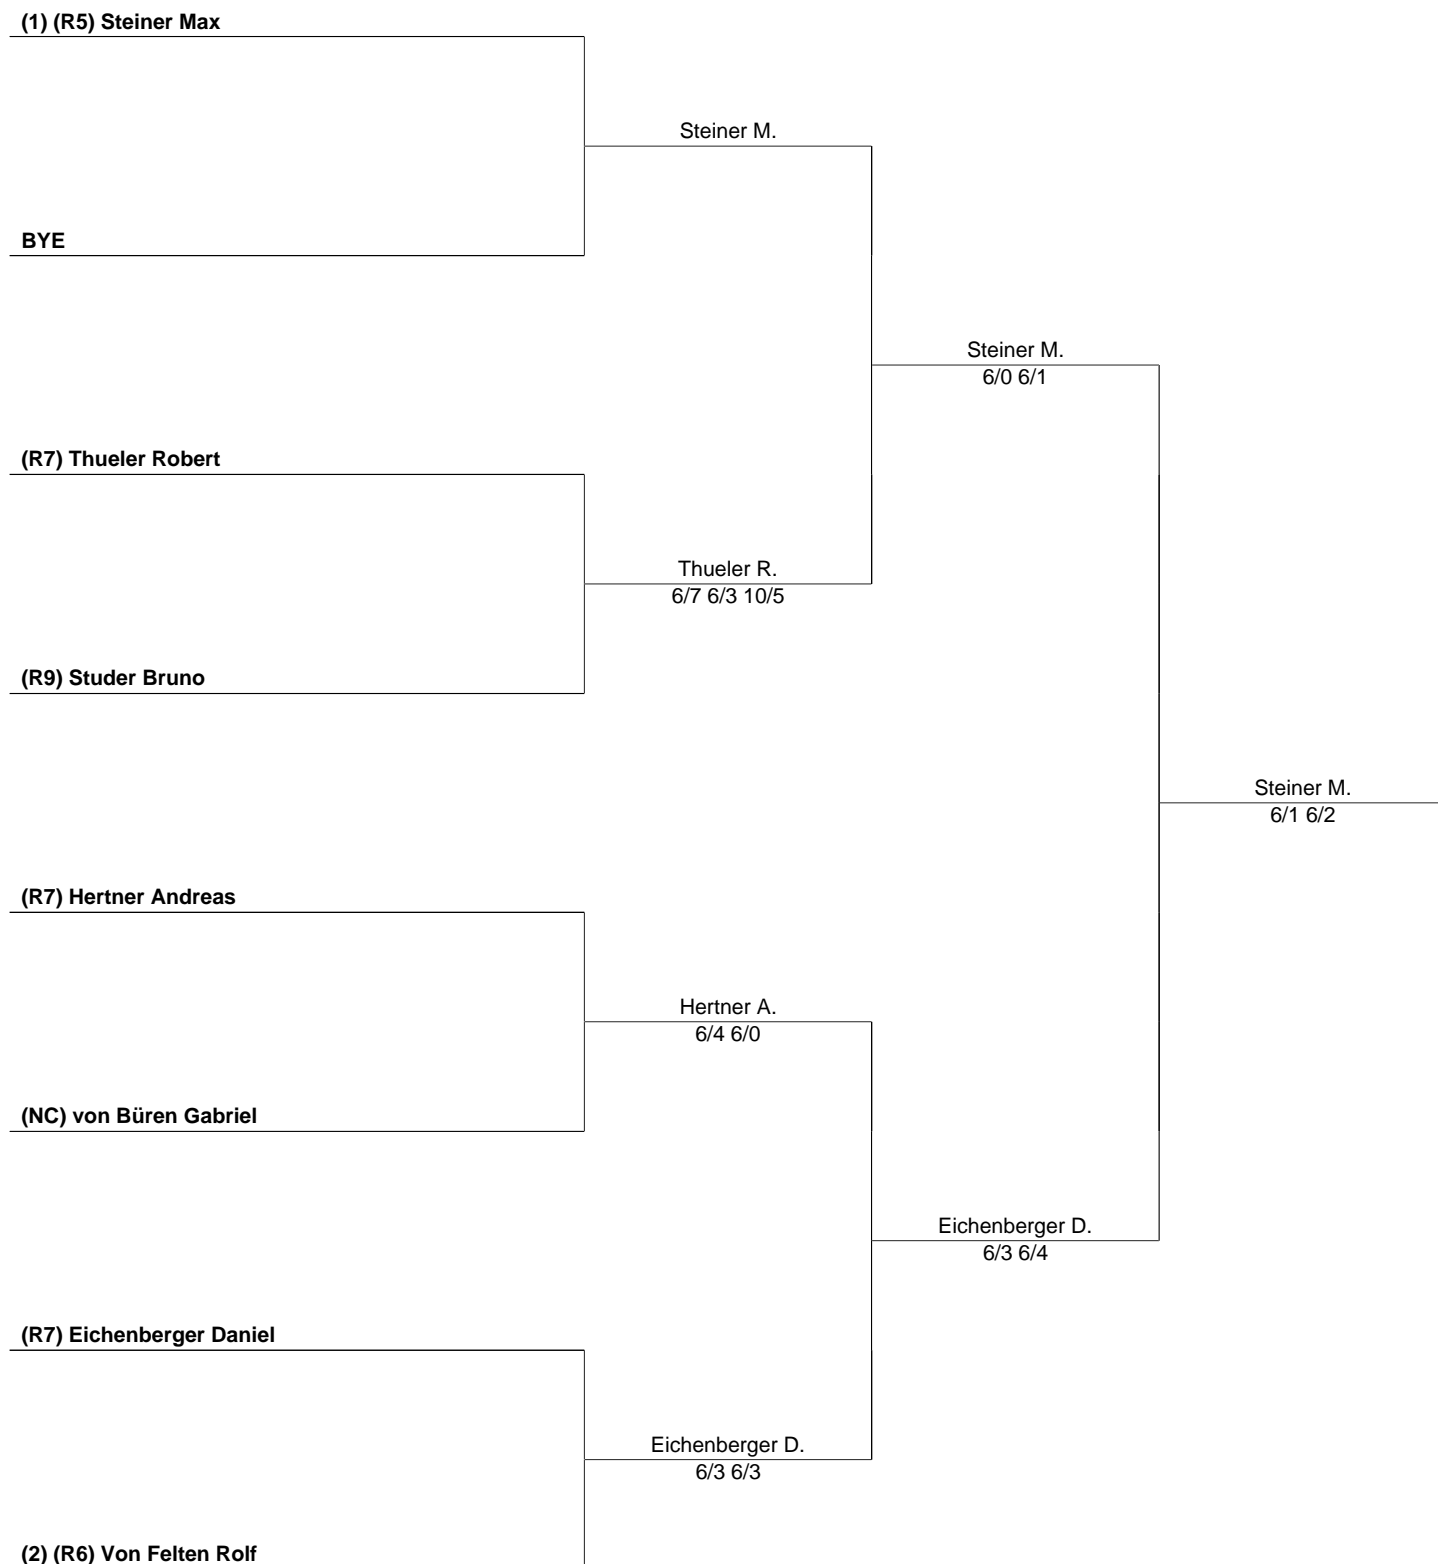 (1) (R5) Steiner Max
Steiner M.
BYE
Steiner M.
6/0 6/1
(R7) Thueler Robert
Thueler R.
6/7 6/3 10/5
(R9) Studer Bruno
Steiner M.
6/1 6/2
(R7) Hertner Andreas
Hertner A.
6/4 6/0
(NC) von Büren Gabriel
Eichenberger D.
6/3 6/4
(R7) Eichenberger Daniel
Eichenberger D.
6/3 6/3
(2) (R6) Von Felten Rolf